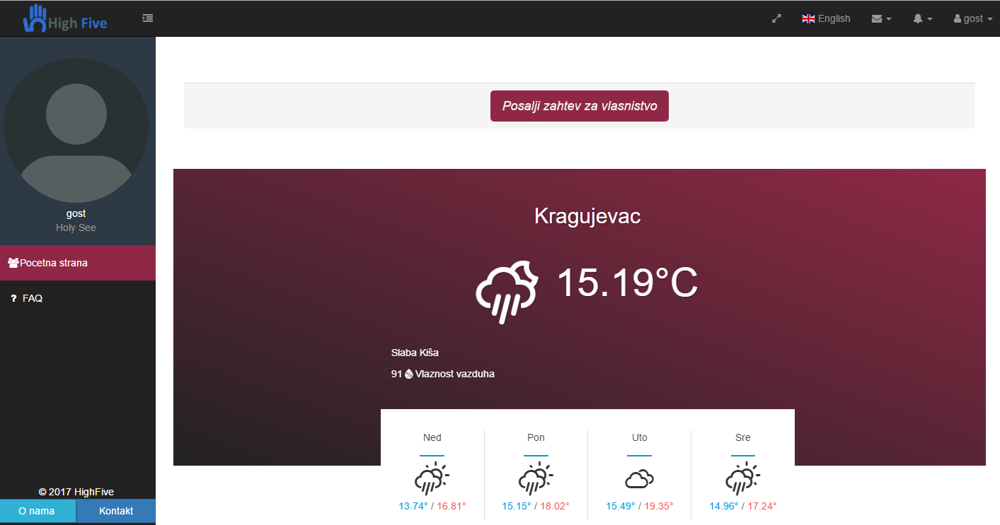 High Five
English
gost
gost
Holy See
Pocetna strana
? FAQ
© 2017 HighFive
O nama
Kontakt
Posalji zahtev za vlasnistvo
Kragujevac
15.19°C
Slaba Kiša
91 % Vlaznost vazduha
Ned Pon Uto Sre
13.74° / 16.81° 15.15° / 18.02° 15.49° / 19.35° 14.96° / 17.24°